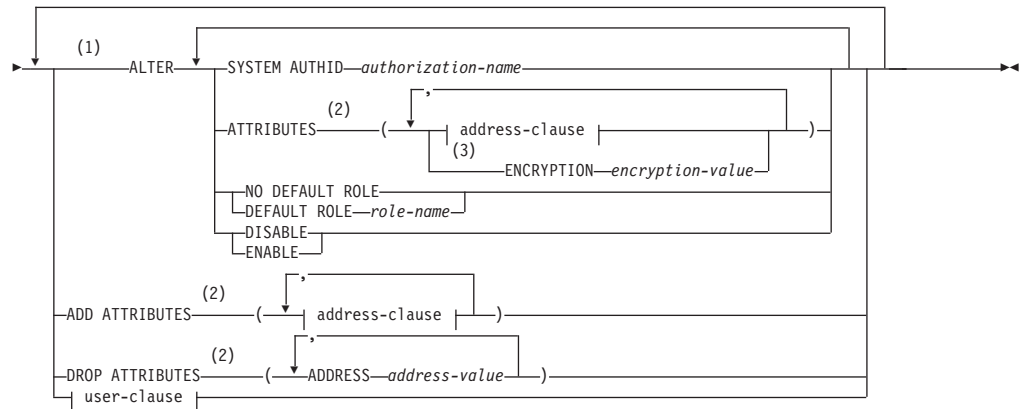 (1)
ALTER SYSTEM AUTHID authorization-name
,
(2)
ATTRIBUTES ( address-clause )
(3)
ENCRYPTION encryption-value
NO DEFAULT ROLE
DEFAULT ROLE role-name
DISABLE
ENABLE
,
(2)
ADD ATTRIBUTES ( address-clause )
,
(2)
DROP ATTRIBUTES ( ADDRESS address-value )
user-clause